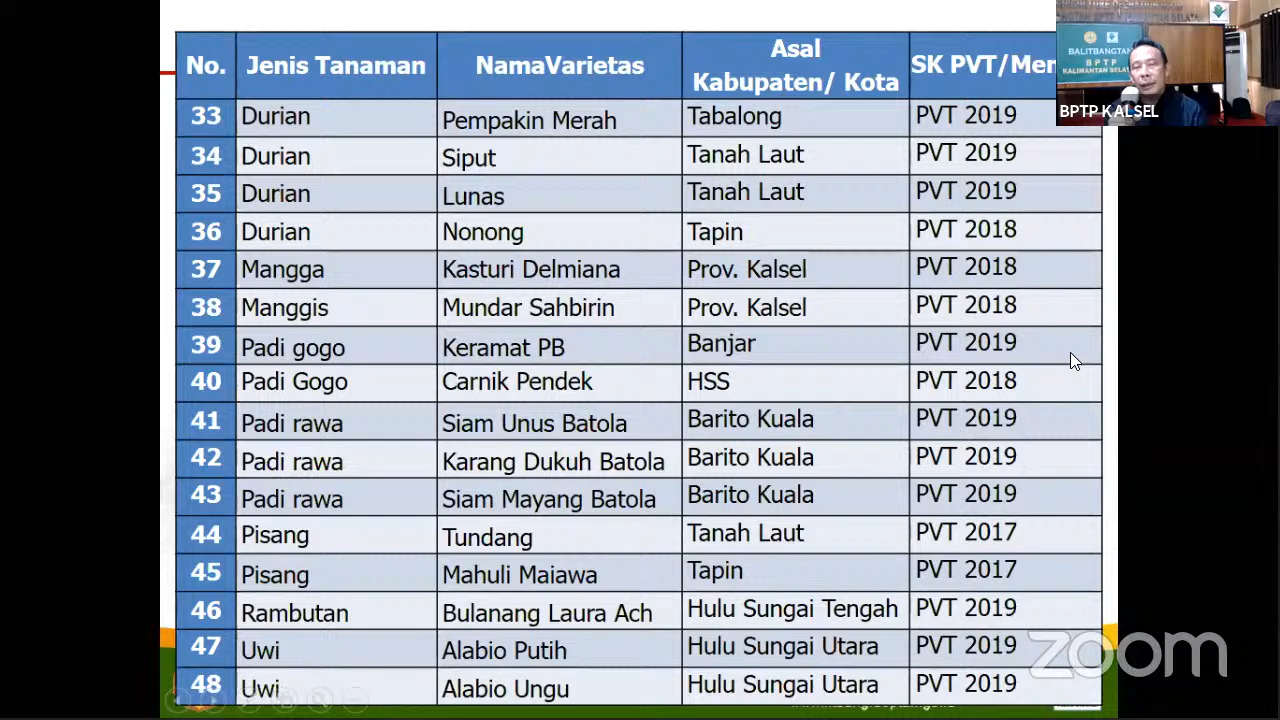 No. Jenis Tanaman NamaVarietas Asal Kabupaten/ Kota SK PVT/Men
33 Durian Pempakin Merah Tabalong PVT 2019
34 Durian Siput Tanah Laut PVT 2019
35 Durian Lunas Tanah Laut PVT 2019
36 Durian Nonong Tapin PVT 2018
37 Mangga Kasturi Delmiana Prov. Kalsel PVT 2018
38 Manggis Mundar Sahbirin Prov. Kalsel PVT 2018
39 Padi gogo Keramat PB Banjar PVT 2019
40 Padi Gogo Carnik Pendek HSS PVT 2018
41 Padi rawa Siam Unus Batola Barito Kuala PVT 2019
42 Padi rawa Karang Dukuh Batola Barito Kuala PVT 2019
43 Padi rawa Siam Mayang Batola Barito Kuala PVT 2019
44 Pisang Tundang Tanah Laut PVT 2017
45 Pisang Mahuli Maiawa Tapin PVT 2017
46 Rambutan Bulanang Laura Ach Hulu Sungai Tengah PVT 2019
47 Uwi Alabio Putih Hulu Sungai Utara PVT 2019
48 Uwi Alabio Ungu Hulu Sungai Utara PVT 2019
BALITBANGTAN
BPTP
KALIMANTAN SELAT
BPTP KALSEL
zoom